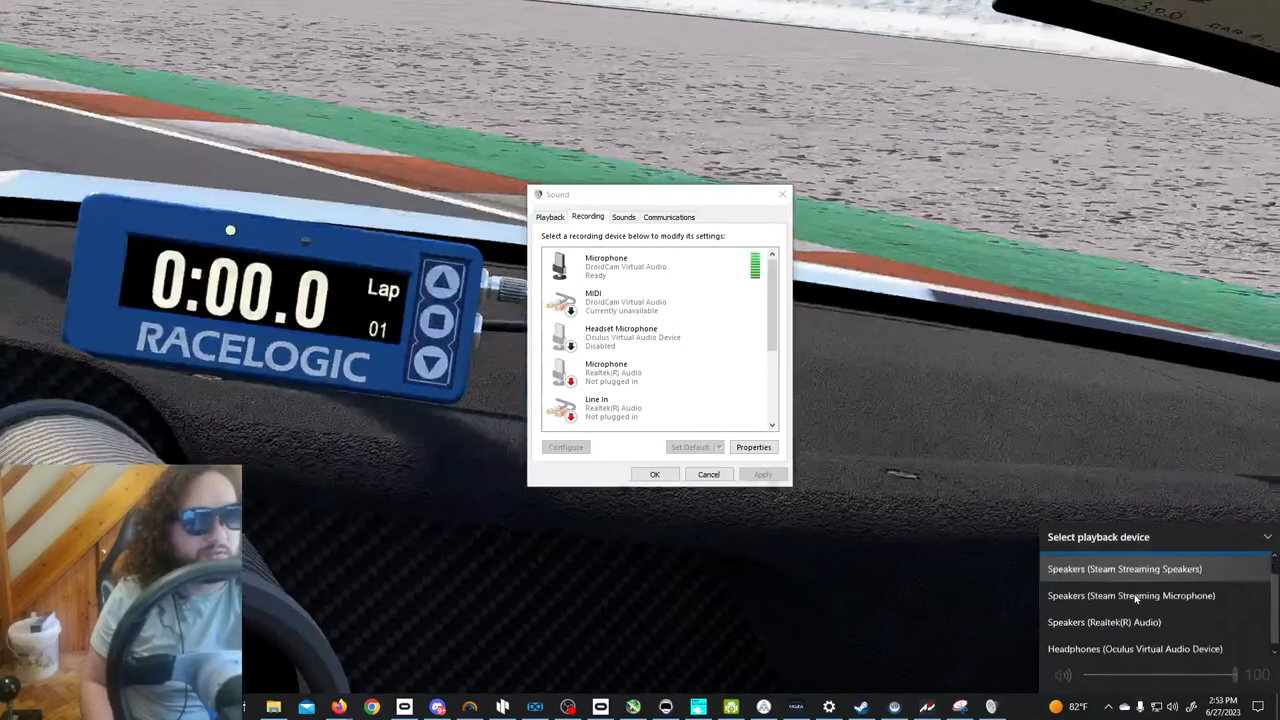 300
CAR
0:00.0
Lap
01
RACELOGIC
Sound
Playback
Recording
Sounds
Communications
Select a recording device below to modify its settings:
Microphone
DroidCam Virtual Audio
Ready
MIDI
DroidCam Virtual Audio
Currently unavailable
Headset Microphone
Oculus Virtual Audio Device
Disabled
Microphone
Realtek(R) Audio
Not plugged in
Line In
Realtek(R) Audio
Not plugged in
Configure
Set Default
Properties
OK
Cancel
Apply
Select playback device
Speakers (Steam Streaming Speakers)
Speakers (Steam Streaming Microphone)
Speakers (Realtek(R) Audio)
Headphones (Oculus Virtual Audio Device)
100
82°F
2:53 PM
6/27/2023